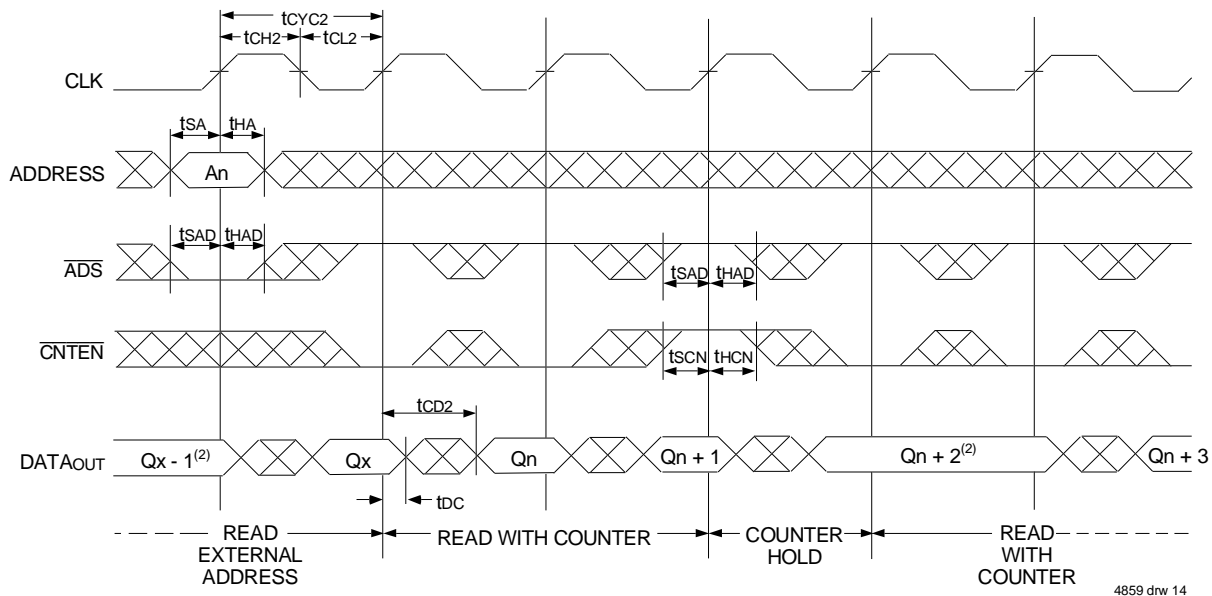 tCYC2
tCH2 tCL2
CLK
tSA tHA
ADDRESS An
tSAD tHAD
ADS
tSAD tHAD
CNTEN
tSCN tHCN
tCD2
DATAOUT Qx - 1(2) Qx Qn Qn + 1 Qn + 2(2) Qn + 3
tDC
READ EXTERNAL ADDRESS
READ WITH COUNTER
COUNTER HOLD
READ WITH COUNTER
4859 drw 14